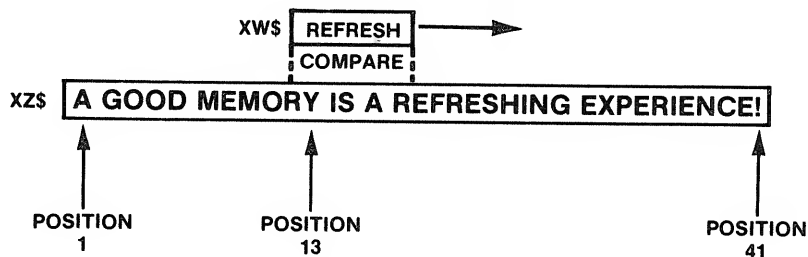 XW$ REFRESH
COMPARE
XZ$ A GOOD MEMORY IS A REFRESHING EXPERIENCE!
POSITION POSITION POSITION
1 13 41